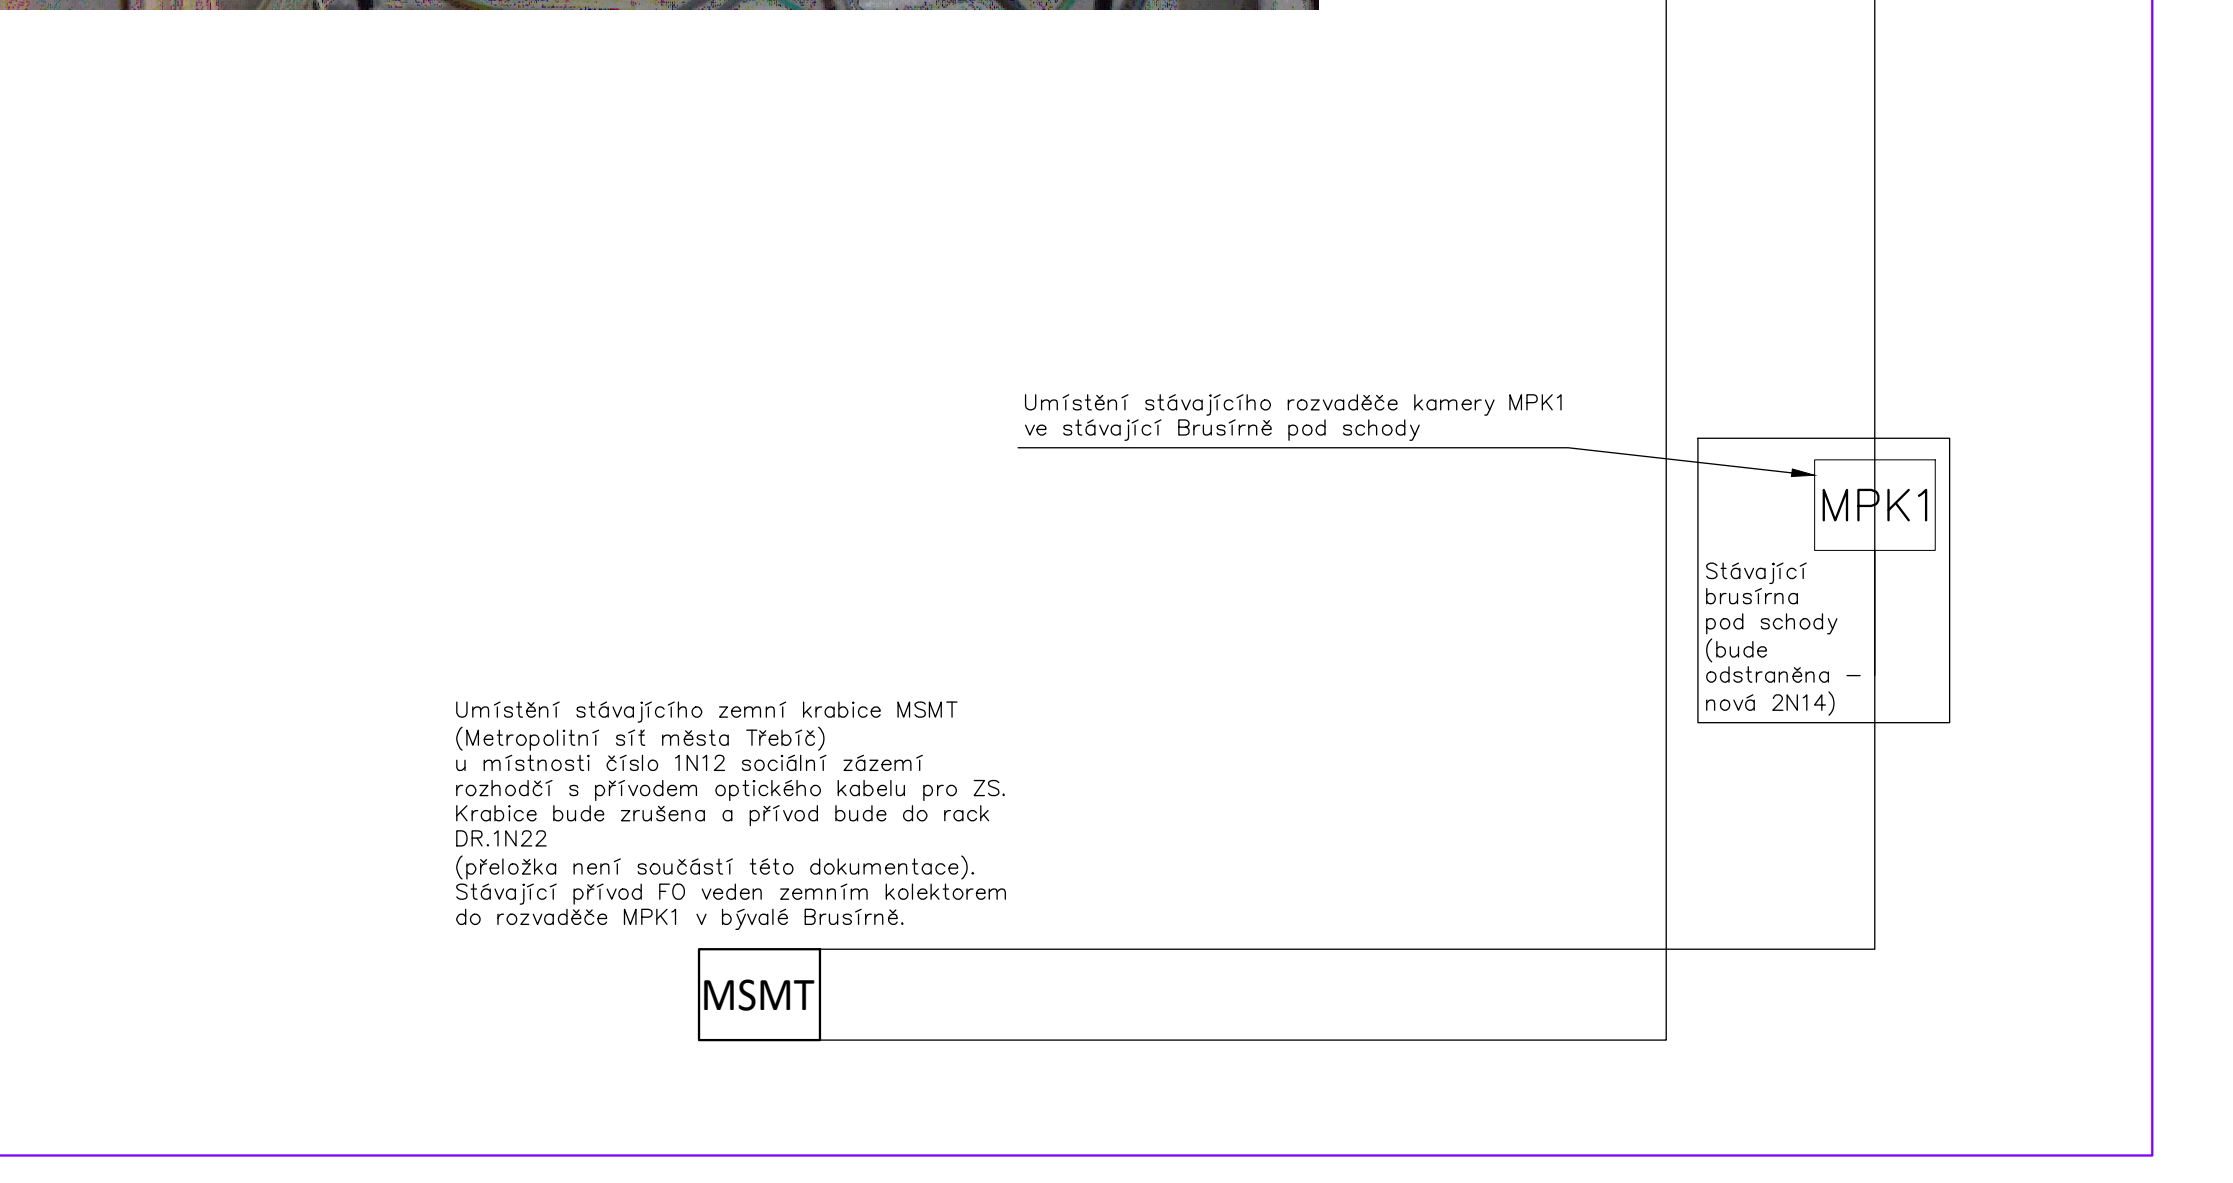 Umístění stávajícího rozvaděče kamery MPK1
ve stávající Brusírně pod schody
MPK1
Stávající
brusírna
pod schody
(bude
odstraněna –
nová 2N14)
Umístění stávajícího zemní krabice MSMT
(Metropolitní síť města Třebíč)
u místnosti číslo 1N12 sociální zázemí
rozhodčí s přívodem optického kabelu pro ZS.
Krabice bude zrušena a přívod bude do rack
DR.1N22
(přeložka není součástí této dokumentace).
Stávající přívod FO veden zemním kolektorem
do rozvaděče MPK1 v bývalé Brusírně.
MSMT